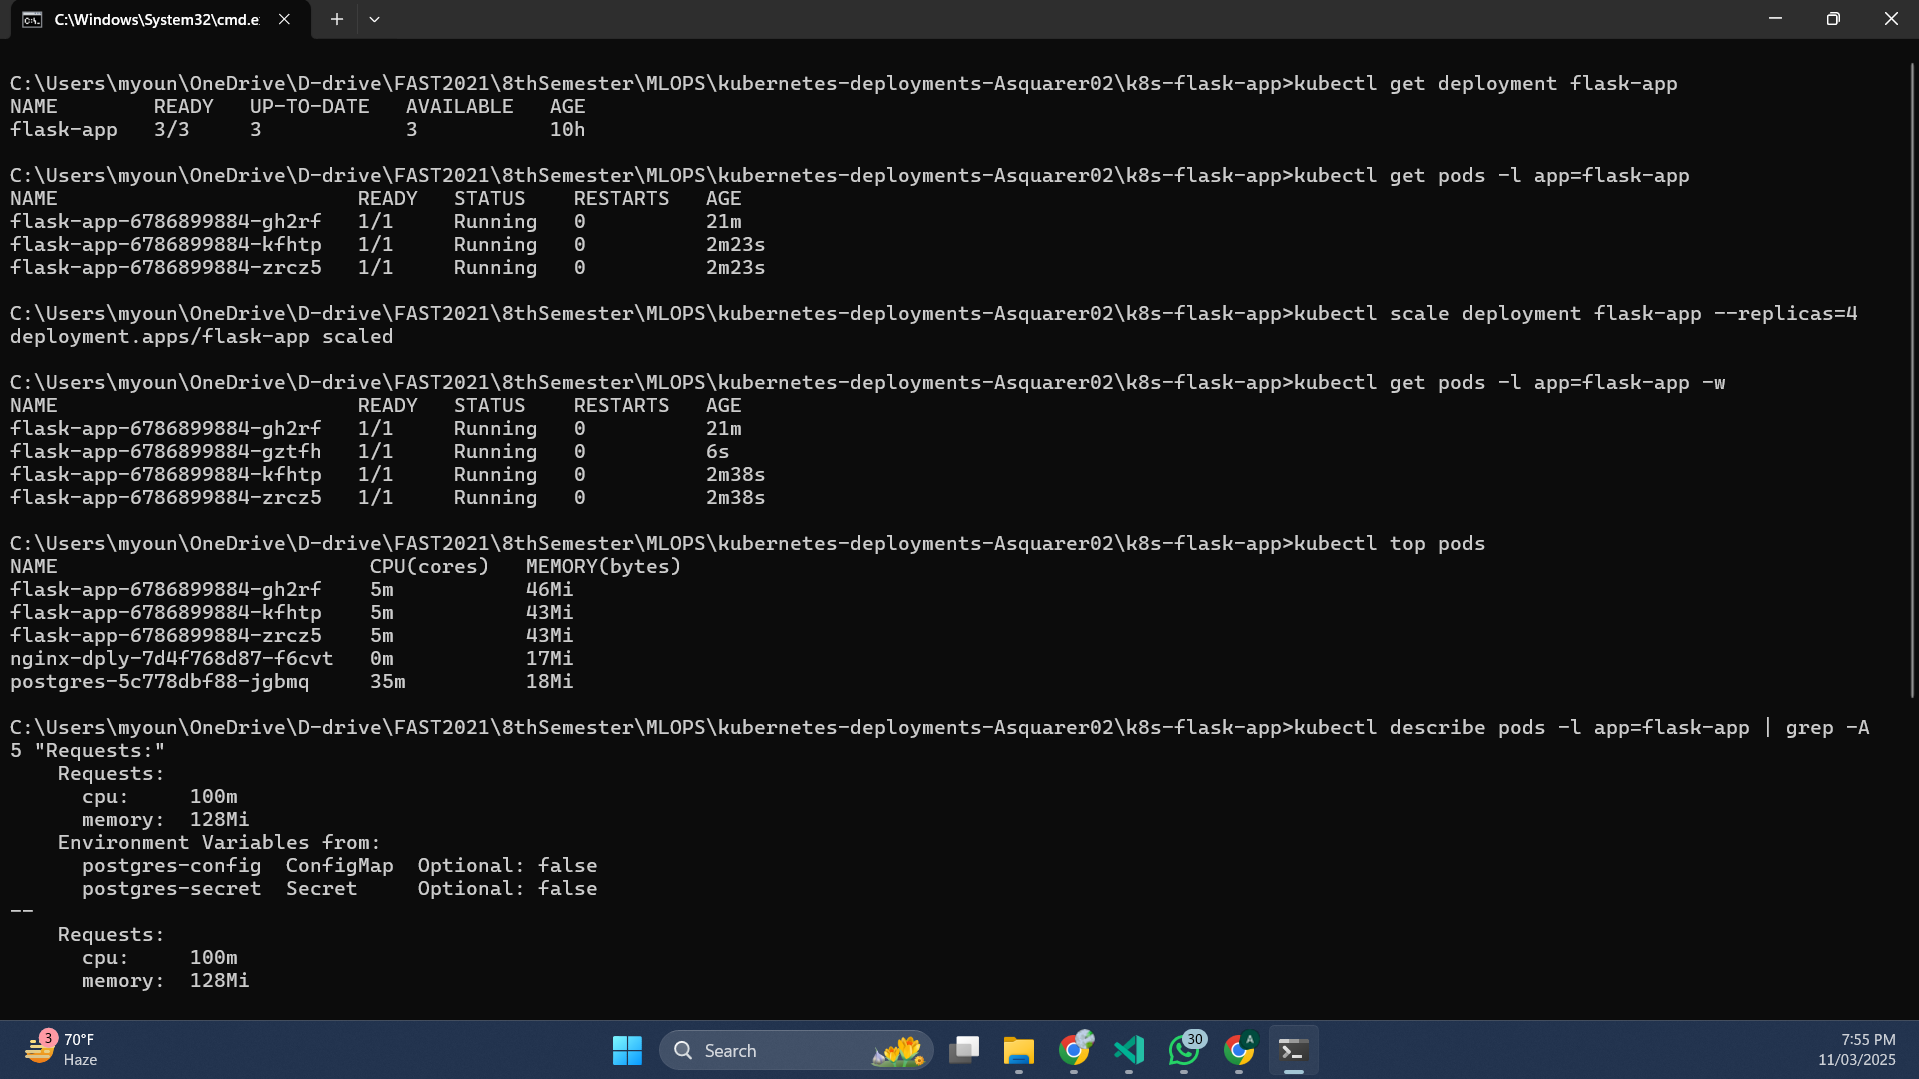 C:\Windows\System32\cmd.e
C:\Users\myoun\OneDrive\D-drive\FAST2021\8thSemester\MLOPS\kubernetes-deployments-Asquarer02\k8s-flask-app>kubectl get deployment flask-app
NAME        READY   UP-TO-DATE   AVAILABLE   AGE
flask-app   3/3     3            3           10h
C:\Users\myoun\OneDrive\D-drive\FAST2021\8thSemester\MLOPS\kubernetes-deployments-Asquarer02\k8s-flask-app>kubectl get pods -l app=flask-app
NAME                         READY   STATUS    RESTARTS   AGE
flask-app-6786899884-gh2rf   1/1     Running   0          21m
flask-app-6786899884-kfhtp   1/1     Running   0          2m23s
flask-app-6786899884-zrcz5   1/1     Running   0          2m23s
C:\Users\myoun\OneDrive\D-drive\FAST2021\8thSemester\MLOPS\kubernetes-deployments-Asquarer02\k8s-flask-app>kubectl scale deployment flask-app --replicas=4
deployment.apps/flask-app scaled
C:\Users\myoun\OneDrive\D-drive\FAST2021\8thSemester\MLOPS\kubernetes-deployments-Asquarer02\k8s-flask-app>kubectl get pods -l app=flask-app -w
NAME                         READY   STATUS    RESTARTS   AGE
flask-app-6786899884-gh2rf   1/1     Running   0          21m
flask-app-6786899884-gztfh   1/1     Running   0          6s
flask-app-6786899884-kfhtp   1/1     Running   0          2m38s
flask-app-6786899884-zrcz5   1/1     Running   0          2m38s
C:\Users\myoun\OneDrive\D-drive\FAST2021\8thSemester\MLOPS\kubernetes-deployments-Asquarer02\k8s-flask-app>kubectl top pods
NAME                          CPU(cores)   MEMORY(bytes)
flask-app-6786899884-gh2rf    5m           46Mi
flask-app-6786899884-kfhtp    5m           43Mi
flask-app-6786899884-zrcz5    5m           43Mi
nginx-dply-7d4f768d87-f6cvt   0m           17Mi
postgres-5c778dbf88-jgbmq     35m          18Mi
C:\Users\myoun\OneDrive\D-drive\FAST2021\8thSemester\MLOPS\kubernetes-deployments-Asquarer02\k8s-flask-app>kubectl describe pods -l app=flask-app | grep -A
5 "Requests:"
    Requests:
      cpu:     100m
      memory:  128Mi
    Environment Variables from:
      postgres-config  ConfigMap  Optional: false
      postgres-secret  Secret     Optional: false
--
    Requests:
      cpu:     100m
      memory:  128Mi
3
70°F
Haze
Search
30
A
7:55 PM
11/03/2025